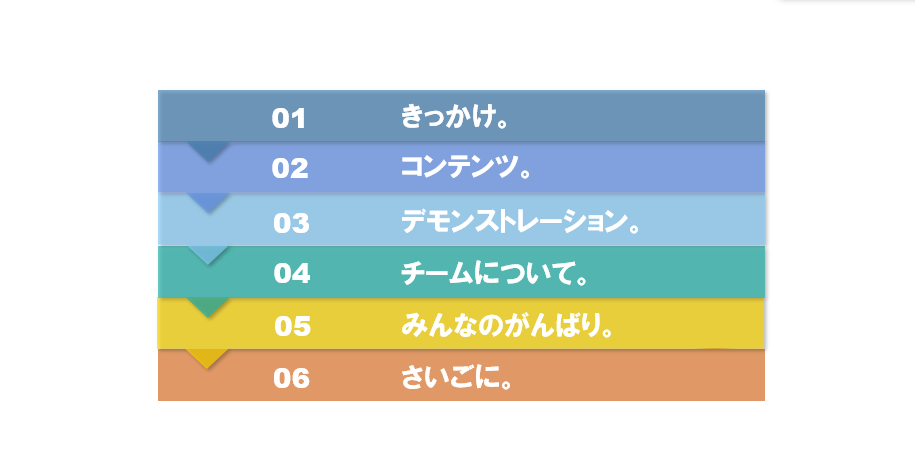 01 きっかけ。
02 コンテンツ。
03 デモンストレーション。
04 チームについて。
05 みんなのがんばり。
06 さいごに。